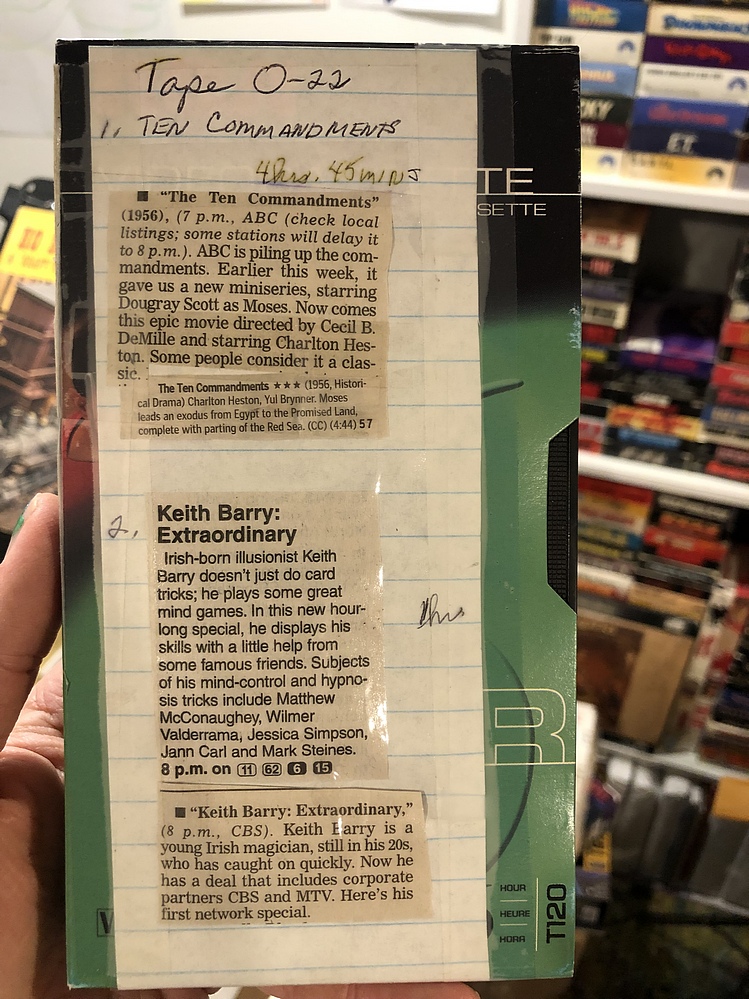 Tape O-22
1. TEN COMMANDMENTS
4hrs. 45 mins
TE
SETTE
■ "The Ten Commandments"
(1956), (7 p.m., ABC (check local
listings; some stations will delay it
to 8 p.m.). ABC is piling up the com-
mandments. Earlier this week, it
gave us a new miniseries, starring
Dougray Scott as Moses. Now comes
this epic movie directed by Cecil B.
DeMille and starring Charlton Hes-
ton. Some people consider it a clas-
sic.
The Ten Commandments ★★★ (1956, Histori-
cal Drama) Charlton Heston, Yul Brynner. Moses
leads an exodus from Egypt to the Promised Land,
complete with parting of the Red Sea. (CC) (4:44) 57
2.
Keith Barry:
Extraordinary
Irish-born illusionist Keith
Barry doesn't just do card
tricks; he plays some great
mind games. In this new hour-
long special, he displays his
skills with a little help from
some famous friends. Subjects
of his mind-control and hypno-
sis tricks include Matthew
McConaughey, Wilmer
Valderrama, Jessica Simpson,
Jann Carl and Mark Steines.
8 p.m. on 11 62 6 15
1hr
R
■ "Keith Barry: Extraordinary,"
(8 p.m., CBS). Keith Barry is a
young Irish magician, still in his 20s,
who has caught on quickly. Now he
has a deal that includes corporate
partners CBS and MTV. Here's his
first network special.
HOUR
HEURE
HORA
T120
V
E.T.